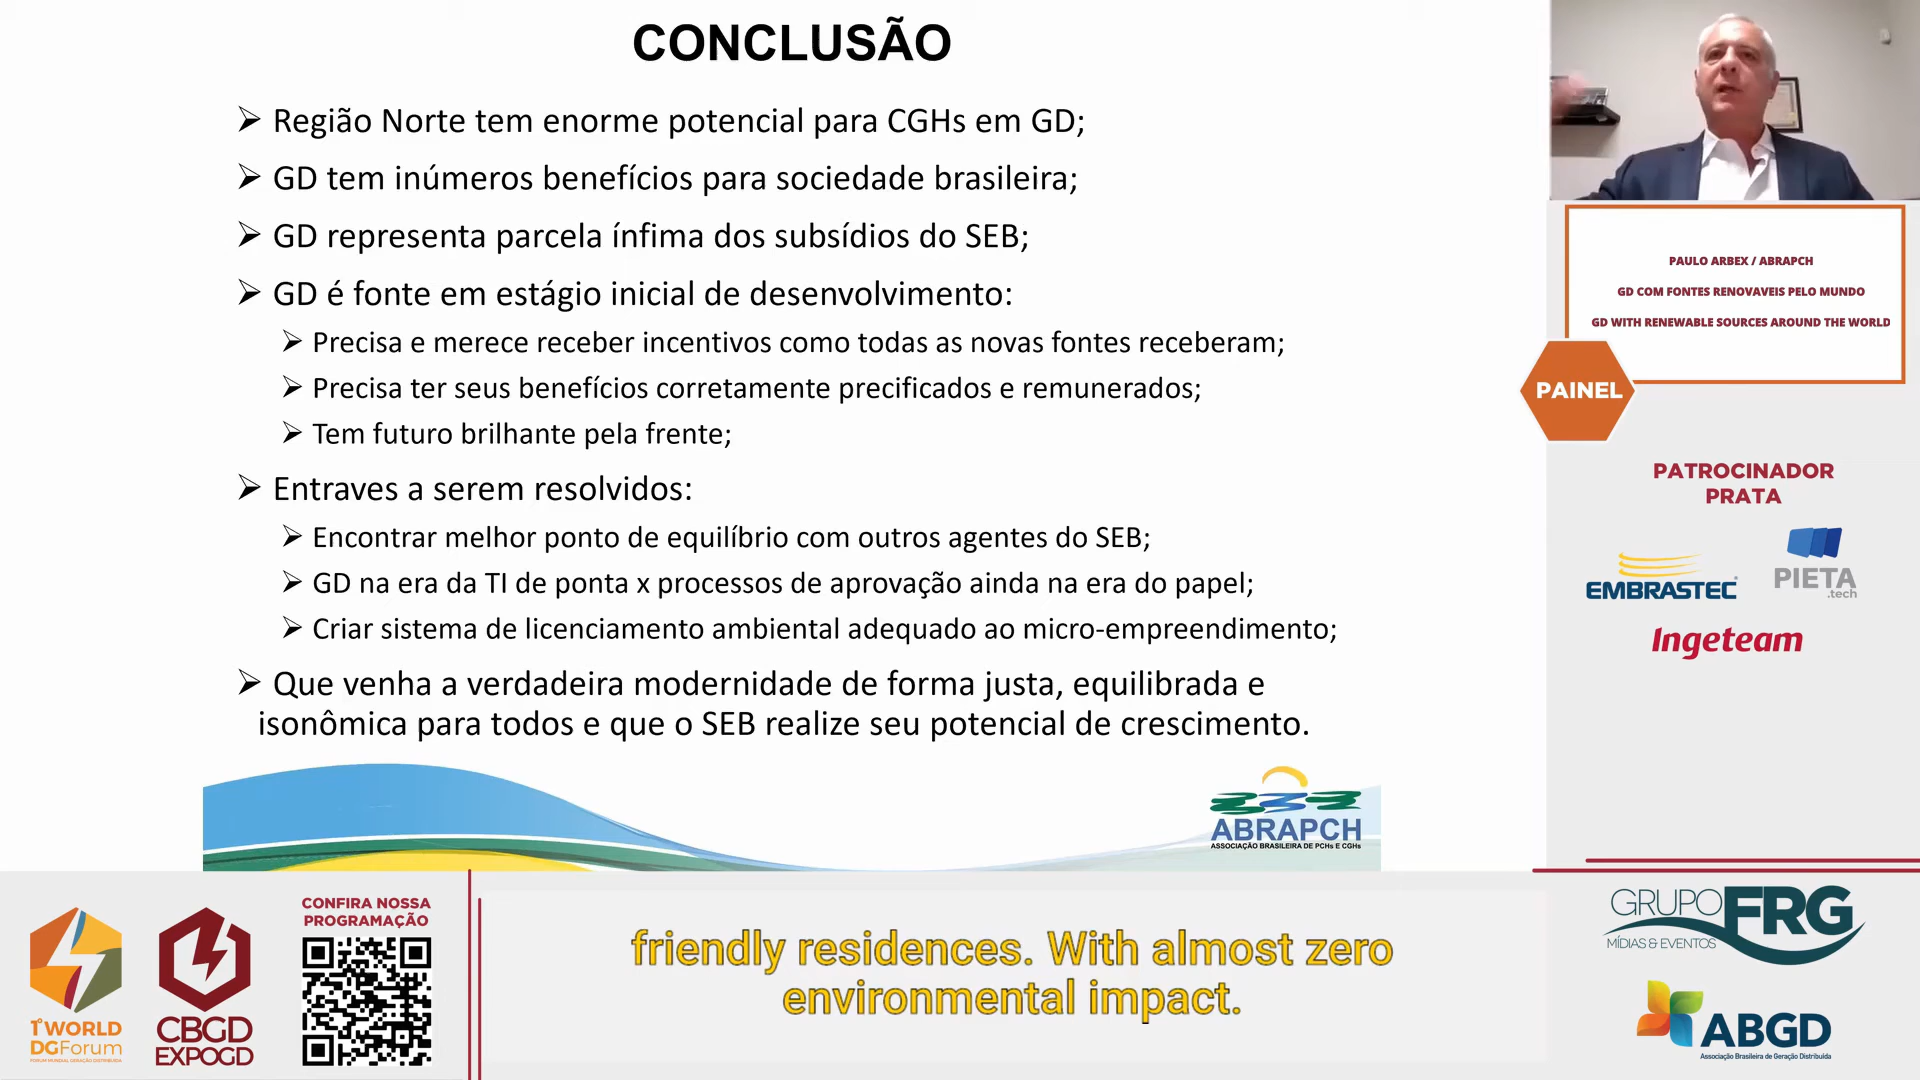 CONCLUSÃO
Região Norte tem enorme potencial para CGHs em GD;
GD tem inúmeros benefícios para sociedade brasileira;
GD representa parcela ínfima dos subsídios do SEB;
GD é fonte em estágio inicial de desenvolvimento:
Precisa e merece receber incentivos como todas as novas fontes receberam;
Precisa ter seus benefícios corretamente precificados e remunerados;
Tem futuro brilhante pela frente;
Entraves a serem resolvidos:
Encontrar melhor ponto de equilíbrio com outros agentes do SEB;
GD na era da TI de ponta x processos de aprovação ainda na era do papel;
Criar sistema de licenciamento ambiental adequado ao micro-empreendimento;
Que venha a verdadeira modernidade de forma justa, equilibrada e
isonômica para todos e que o SEB realize seu potencial de crescimento.
ABRAPCH
ASSOCIAÇÃO BRASILEIRA DE PCHs E CGHs
PAULO ARBEX / ABRAPCH
GD COM FONTES RENOVAVEIS PELO MUNDO
GD WITH RENEWABLE SOURCES AROUND THE WORLD
PAINEL
PATROCINADOR
PRATA
EMBRASTEC
PIETA
.tech
Ingeteam
1º WORLD
DGForum
FORUM MUNDIAL GERAÇÃO DISTRIBUÍDA
CBGD
EXPOGD
CONFIRA NOSSA
PROGRAMAÇÃO
friendly residences. With almost zero
environmental impact.
GRUPO FRG
MÍDIAS & EVENTOS
ABGD
Associação Brasileira de Geração Distribuída